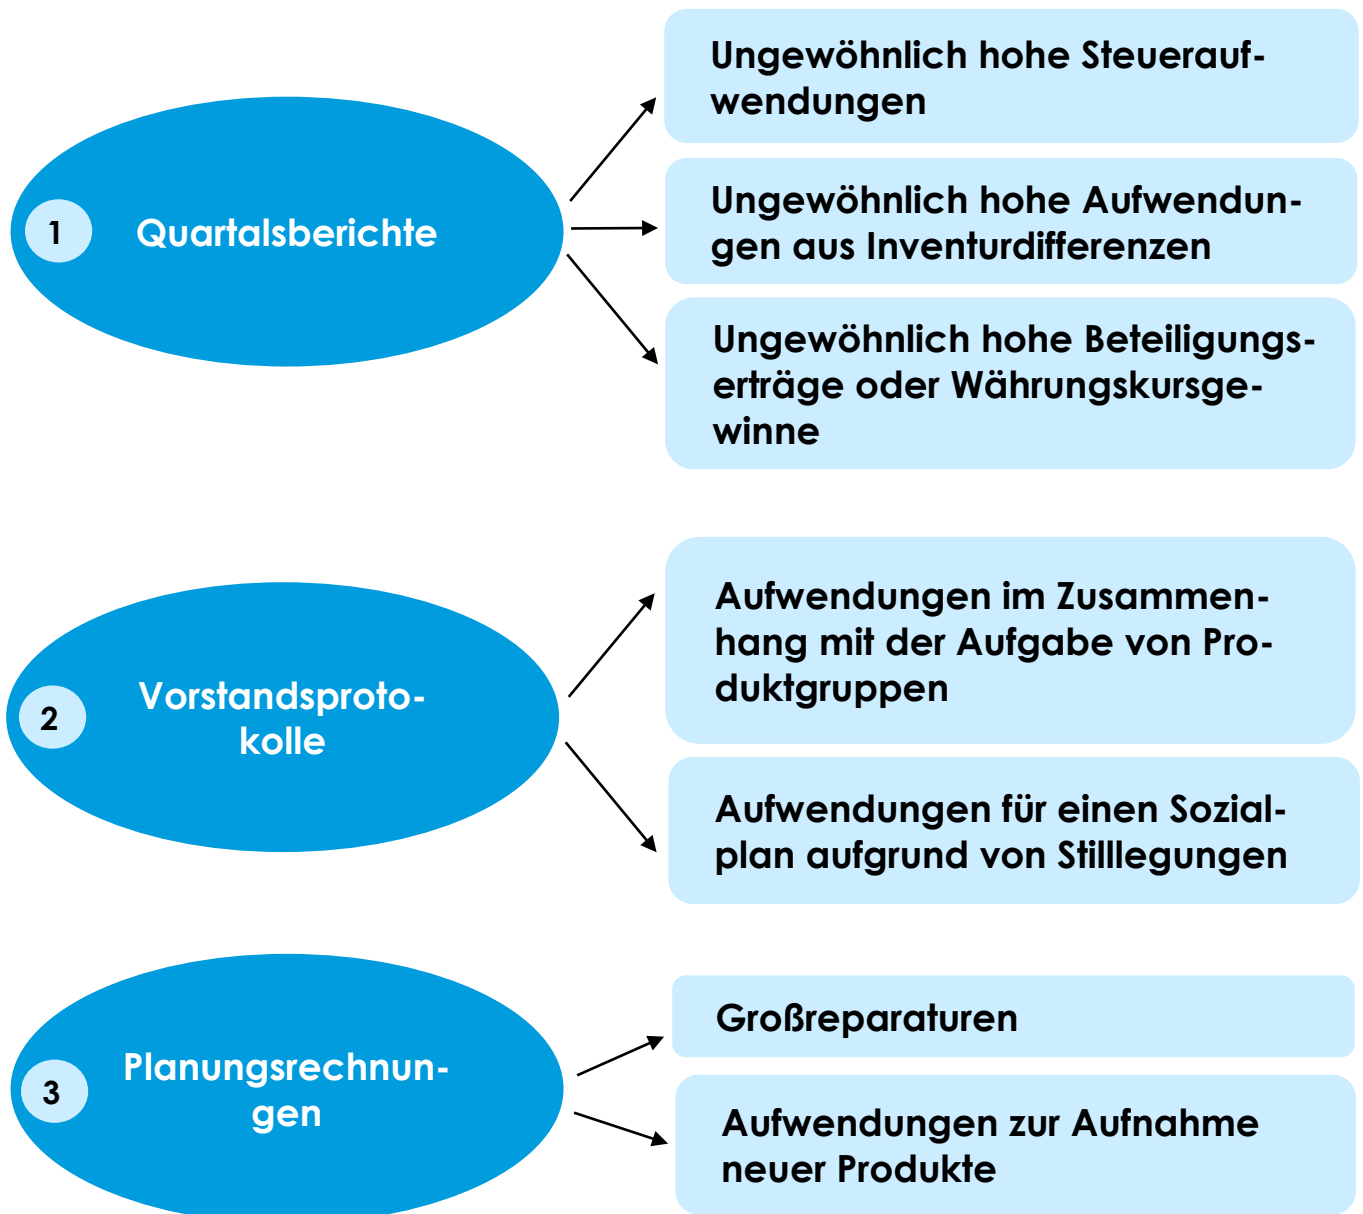 Ungewöhnlich hohe Steuerauf-
wendungen
1
Quartalsberichte
Ungewöhnlich hohe Aufwendun-
gen aus Inventurdifferenzen
Ungewöhnlich hohe Beteiligungs-
erträge oder Währungskursge-
winne
2
Vorstandsproto-
kolle
Aufwendungen im Zusammen-
hang mit der Aufgabe von Pro-
duktgruppen
Aufwendungen für einen Sozial-
plan aufgrund von Stilllegungen
3
Planungsrechnun-
gen
Großreparaturen
Aufwendungen zur Aufnahme
neuer Produkte